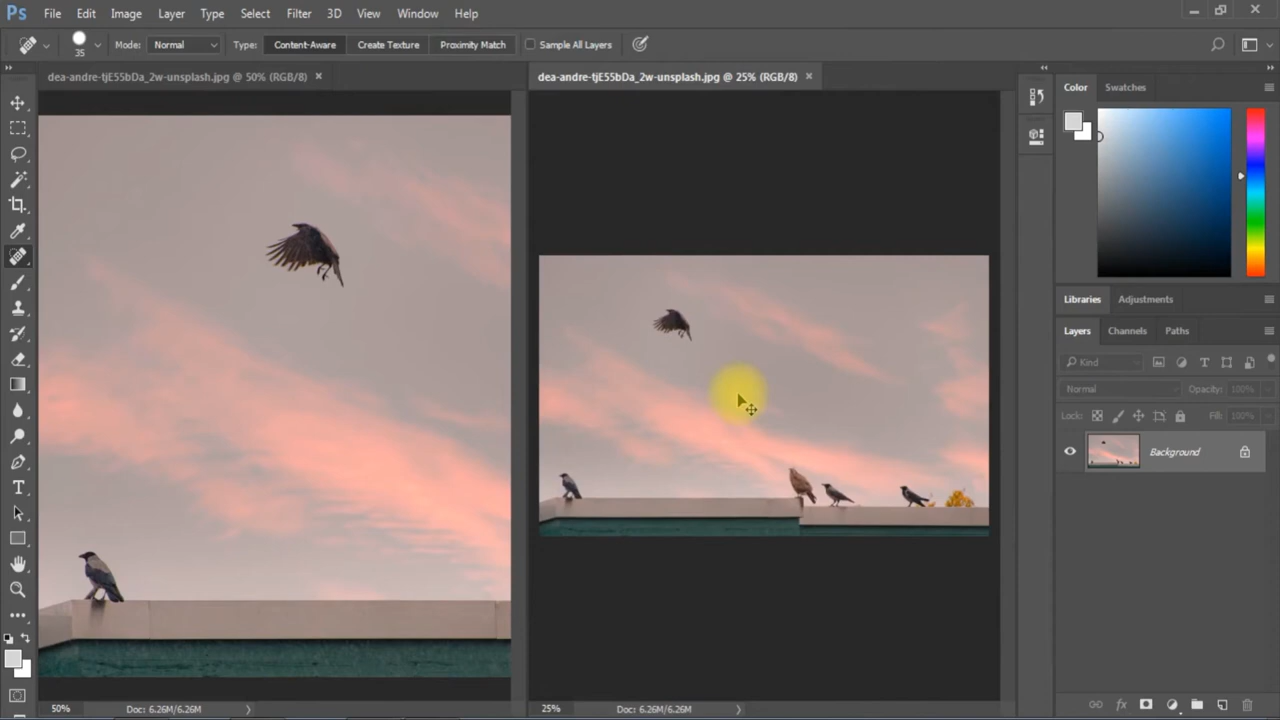 Ps File Edit Image Layer Type Select Filter 3D View Window Help
35 Mode: Normal Type: Content-Aware Create Texture Proximity Match Sample All Layers
dea-andre-tjE55bDa_2w-unsplash.jpg @ 50% (RGB/8) dea-andre-tjE55bDa_2w-unsplash.jpg @ 25% (RGB/8)
Color Swatches
Libraries Adjustments
Layers Channels Paths
Kind
Normal Opacity: 100%
Lock: Fill: 100%
Background
50% Doc: 6.26M/6.26M 25% Doc: 6.26M/6.26M